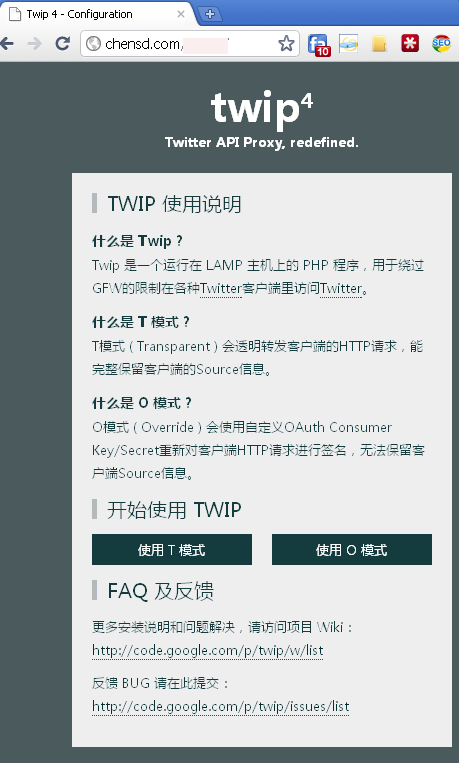 Twip 4 - Configuration
chensd.com/
10
SEO
twip4
Twitter API Proxy, redefined.
TWIP 使用说明
什么是 Twip ?
Twip 是一个运行在 LAMP 主机上的 PHP 程序，用于绕过
GFW的限制在各种Twitter客户端里访问Twitter。
什么是 T 模式 ?
T模式 ( Transparent ) 会透明转发客户端的HTTP请求，能
完整保留客户端的Source信息。
什么是 O 模式 ?
O模式 ( Override ) 会使用自定义OAuth Consumer
Key/Secret重新对客户端HTTP请求进行签名，无法保留客
户端Source信息。
开始使用 TWIP
使用 T 模式
使用 O 模式
FAQ 及反馈
更多安装说明和问题解决，请访问项目 Wiki：
http://code.google.com/p/twip/w/list
反馈 BUG 请在此提交：
http://code.google.com/p/twip/issues/list